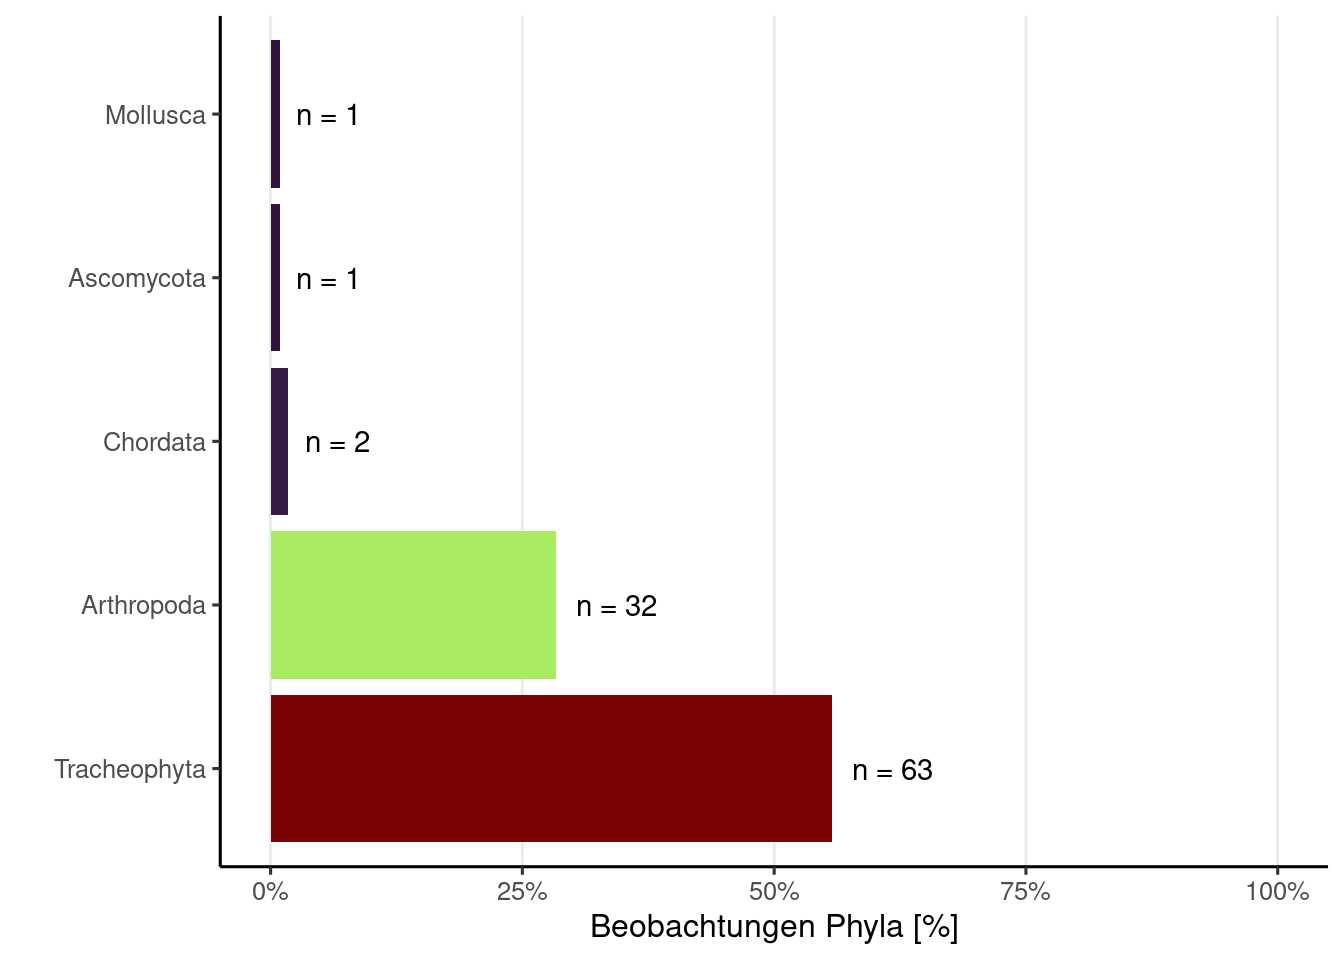 Mollusca
n = 1
Ascomycota
n = 1
Chordata
n = 2
Arthropoda
n = 32
Tracheophyta
n = 63
0% 25% 50% 75% 100%
Beobachtungen Phyla [%]